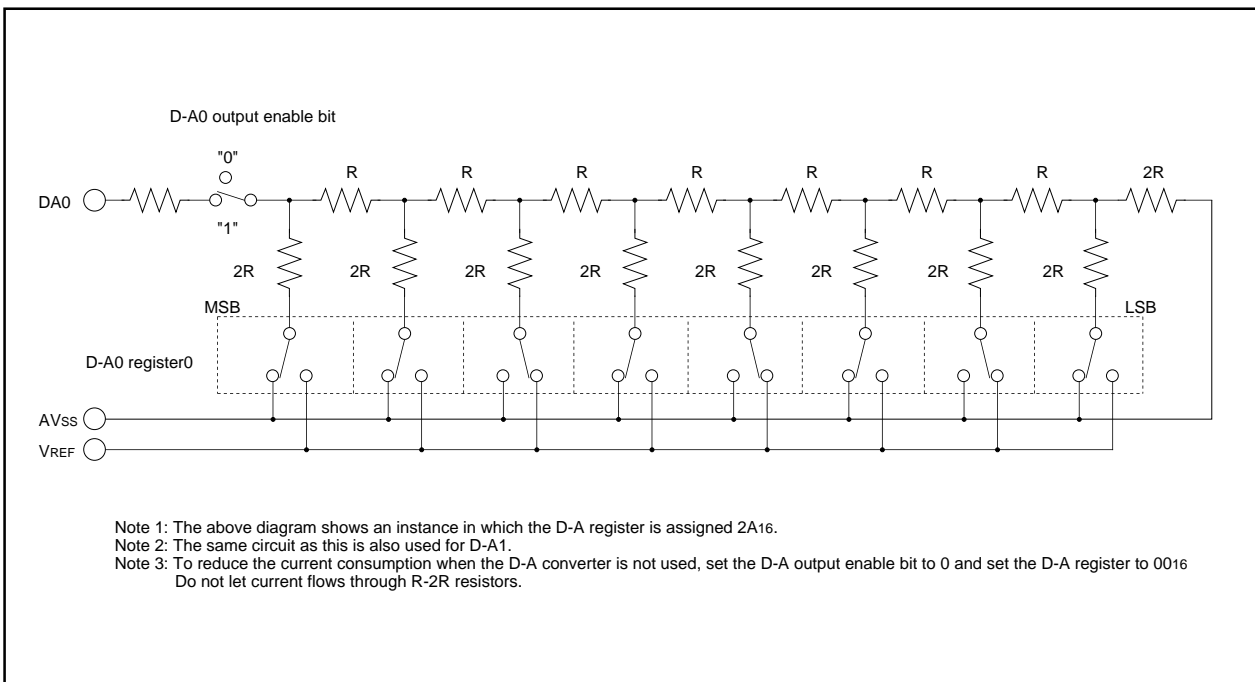 D-A0 output enable bit
"0"
R R R R R R R 2R
DA0
"1"
2R 2R 2R 2R 2R 2R 2R 2R
MSB LSB
D-A0 register0
AVSS
VREF
Note 1: The above diagram shows an instance in which the D-A register is assigned 2A16.
Note 2: The same circuit as this is also used for D-A1.
Note 3: To reduce the current consumption when the D-A converter is not used, set the D-A output enable bit to 0 and set the D-A register to 0016
Do not let current flows through R-2R resistors.